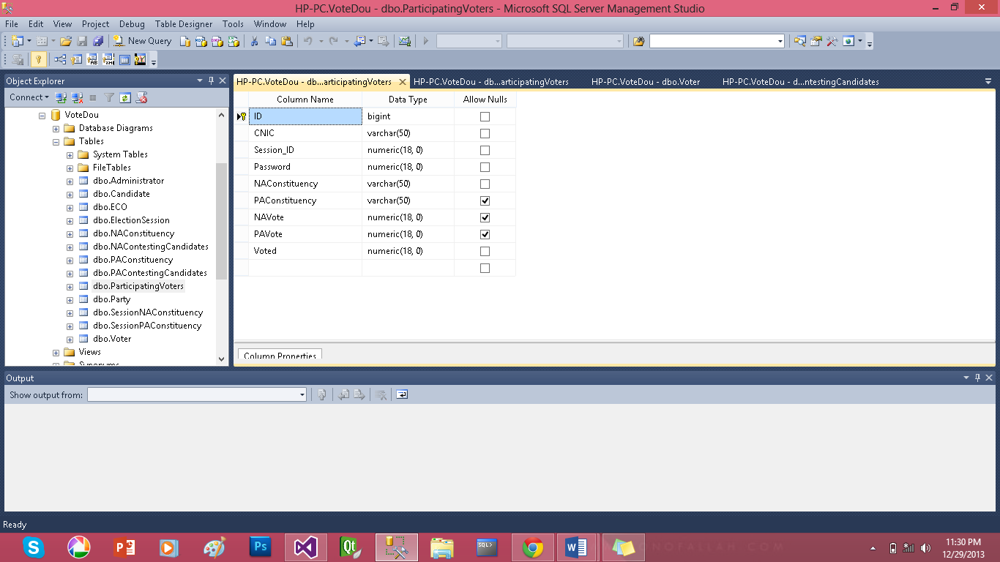 HP-PC.VoteDou - dbo.ParticipatingVoters - Microsoft SQL Server Management Studio
File Edit View Project Debug Table Designer Tools Window Help
New Query
Object Explorer
Connect
VoteDou
Database Diagrams
Tables
System Tables
FileTables
dbo.Administrator
dbo.Candidate
dbo.ECO
dbo.ElectionSession
dbo.NAConstituency
dbo.NAContestingCandidates
dbo.PAConstituency
dbo.PAContestingCandidates
dbo.ParticipatingVoters
dbo.Party
dbo.SessionNAConstituency
dbo.SessionPAConstituency
dbo.Voter
Views
Synonyms
HP-PC.VoteDou - db...articipatingVoters HP-PC.VoteDou - db...articipatingVoters HP-PC.VoteDou - dbo.Voter HP-PC.VoteDou - d...ntestingCandidates
Column Name Data Type Allow Nulls
ID bigint
CNIC varchar(50)
Session_ID numeric(18, 0)
Password numeric(18, 0)
NAConstituency varchar(50)
PAConstituency varchar(50)
NAVote numeric(18, 0)
PAVote numeric(18, 0)
Voted numeric(18, 0)
Column Properties
Output
Show output from:
Ready
Ps
Qt
SQL>
11:30 PM
12/29/2013